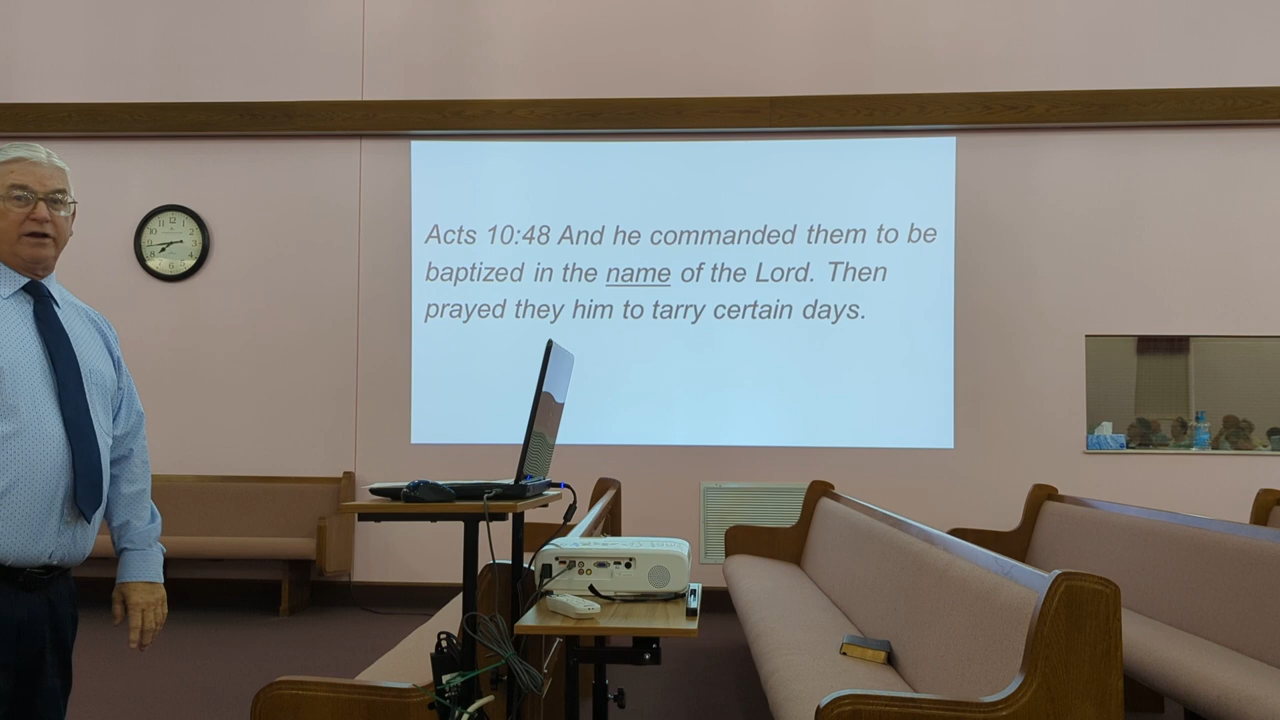 Acts 10:48 And he commanded them to be
baptized in the name of the Lord. Then
prayed they him to tarry certain days.